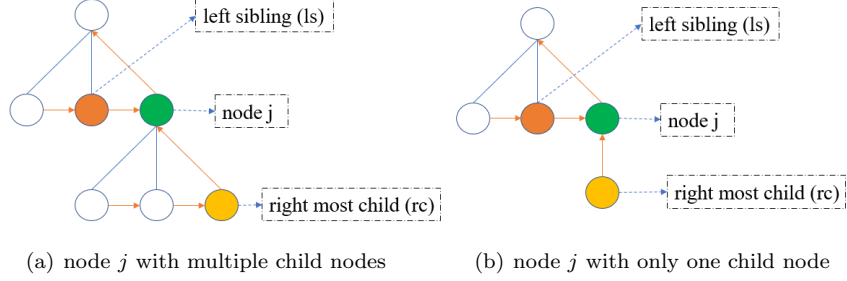 left sibling (ls)
node j
right most child (rc)
(a) node j with multiple child nodes
left sibling (ls)
node j
right most child (rc)
(b) node j with only one child node